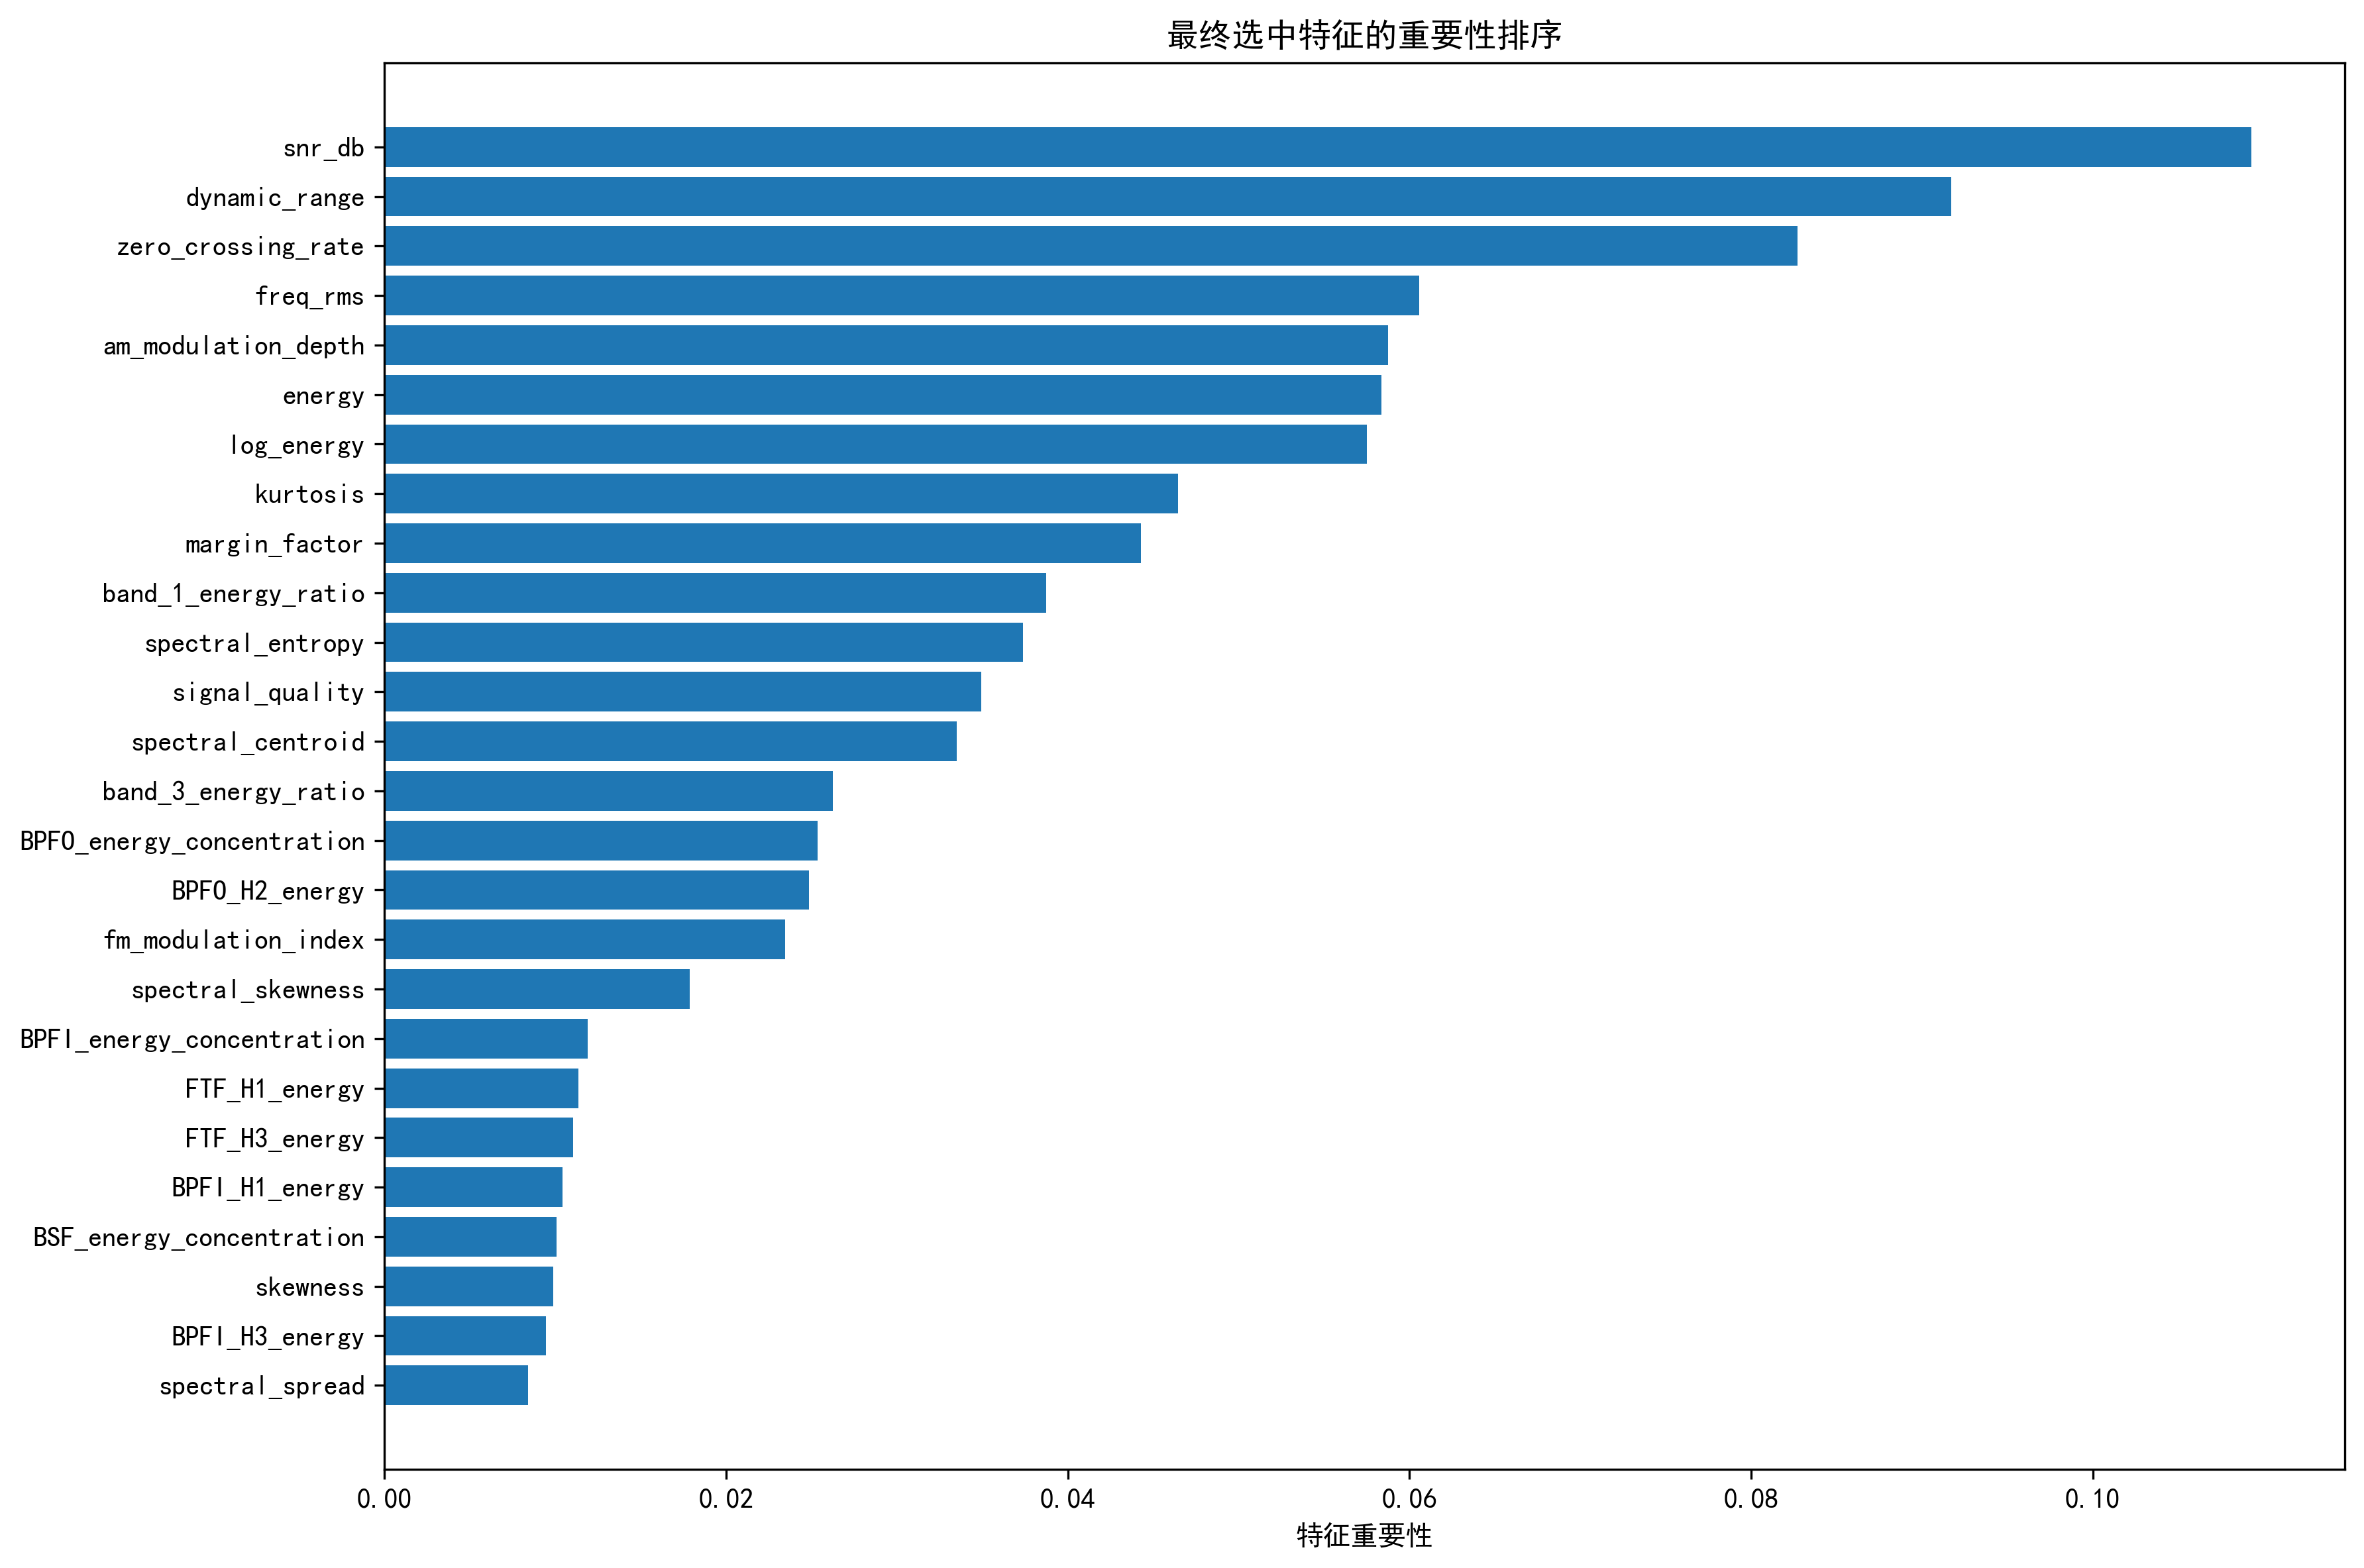 最终选中特征的重要性排序
snr_db
dynamic_range
zero_crossing_rate
freq_rms
am_modulation_depth
energy
log_energy
kurtosis
margin_factor
band_1_energy_ratio
spectral_entropy
signal_quality
spectral_centroid
band_3_energy_ratio
BPFO_energy_concentration
BPFO_H2_energy
fm_modulation_index
spectral_skewness
BPFI_energy_concentration
FTF_H1_energy
FTF_H3_energy
BPFI_H1_energy
BSF_energy_concentration
skewness
BPFI_H3_energy
spectral_spread
0.00 0.02 0.04 0.06 0.08 0.10
特征重要性